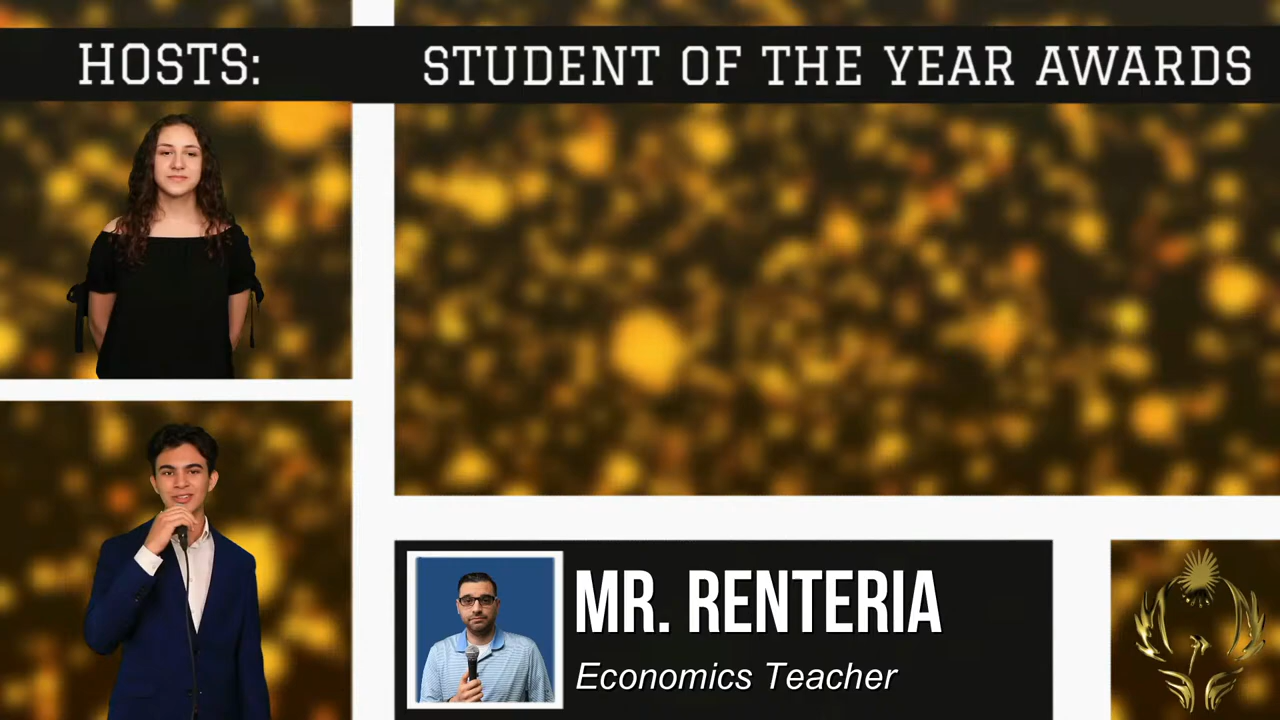 HOSTS:
STUDENT OF THE YEAR AWARDS
MR. RENTERIA
Economics Teacher